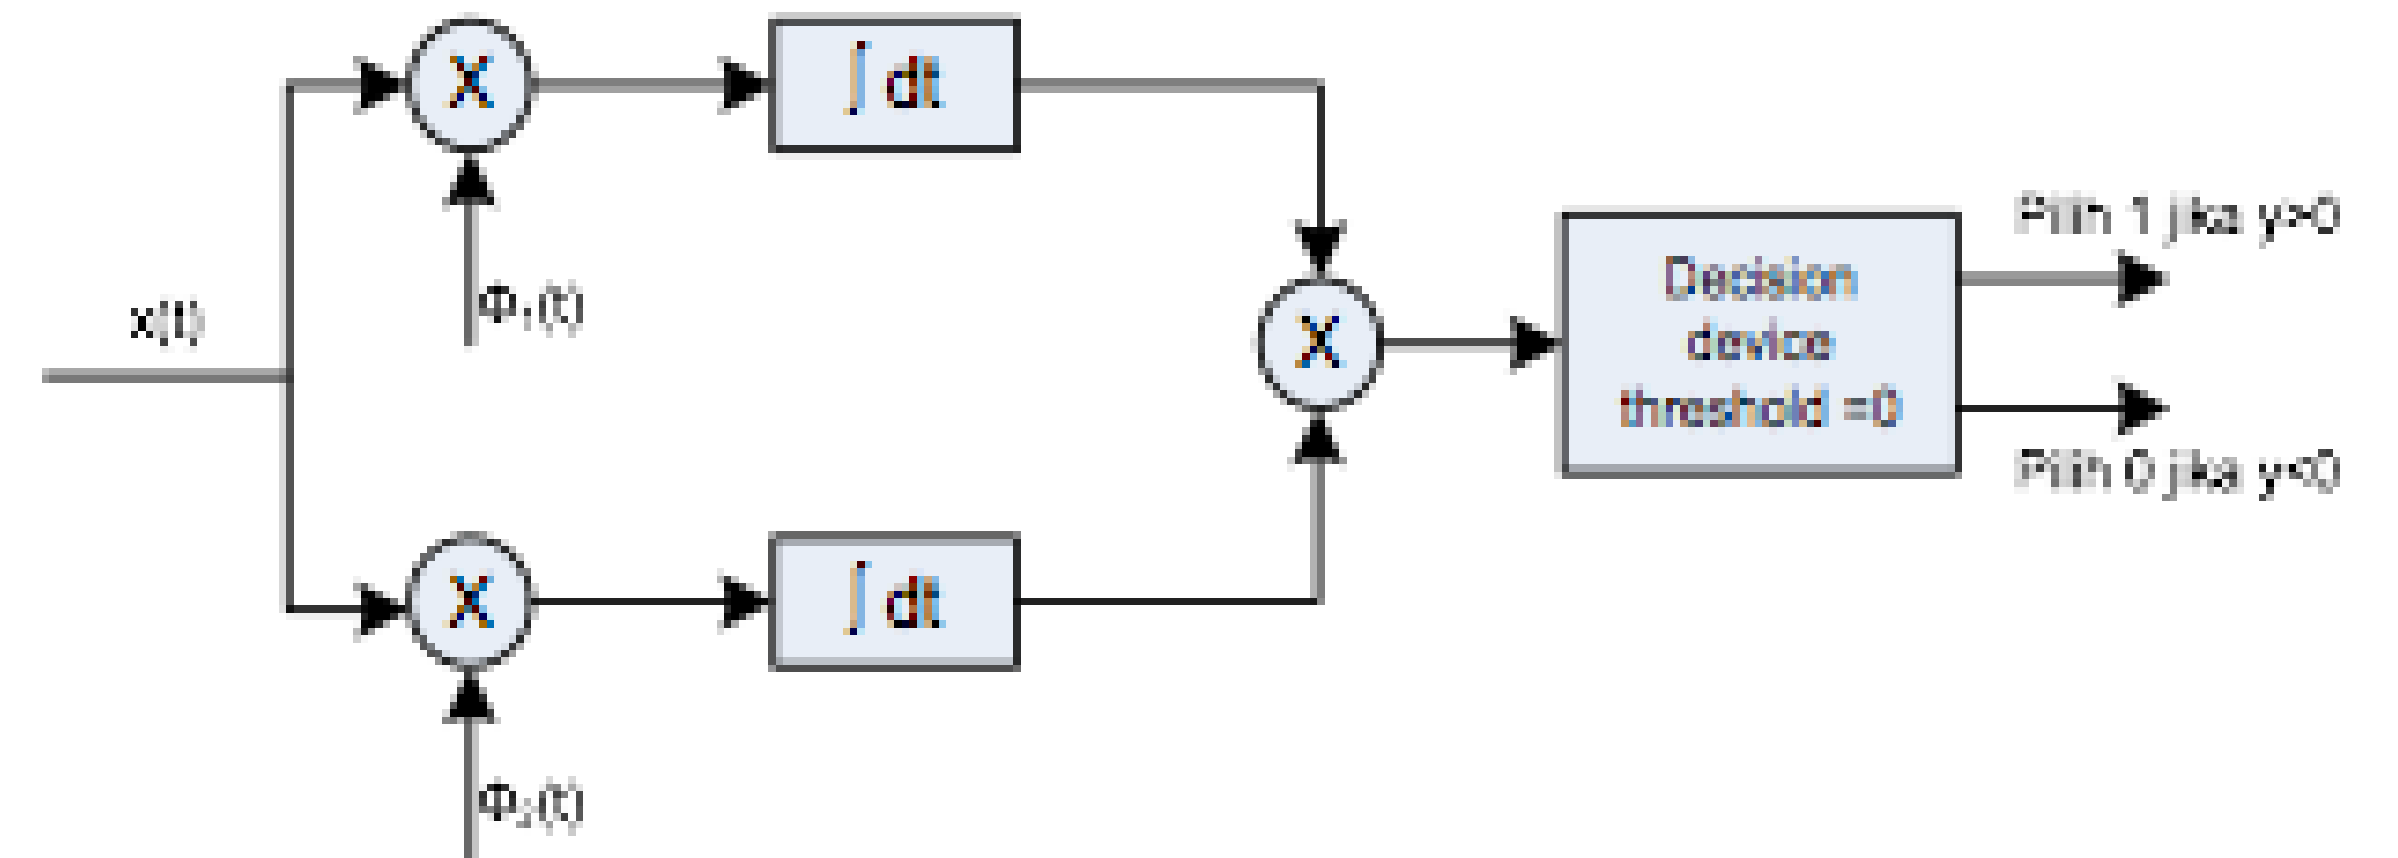 X
∫ dt
Pilih 1 jika y>0
Φ₁(t)
x(t)
X
Decision
device
threshold =0
Pilih 0 jika y<0
X
∫ dt
Φ₂(t)